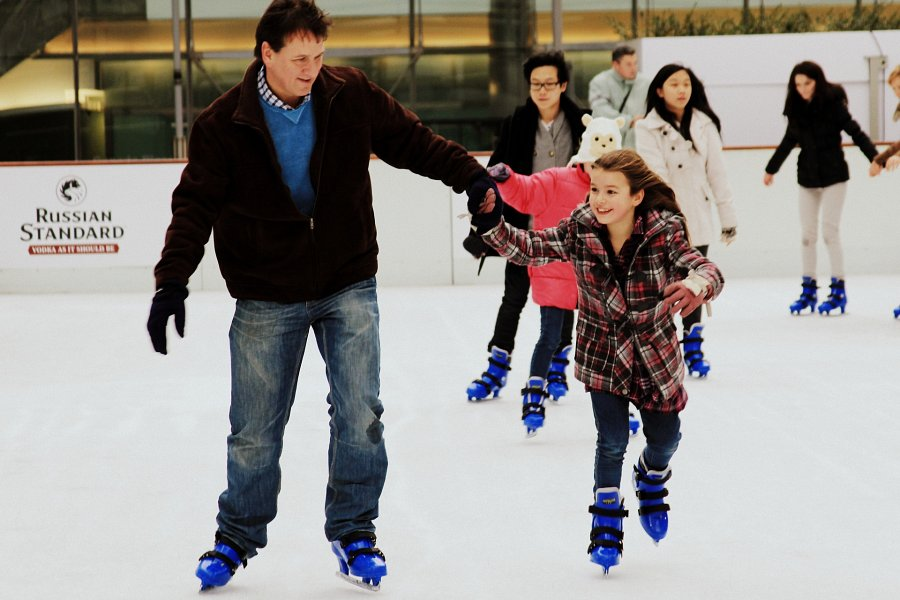 RUSSIAN
STANDARD
VODKA AS IT SHOULD BE